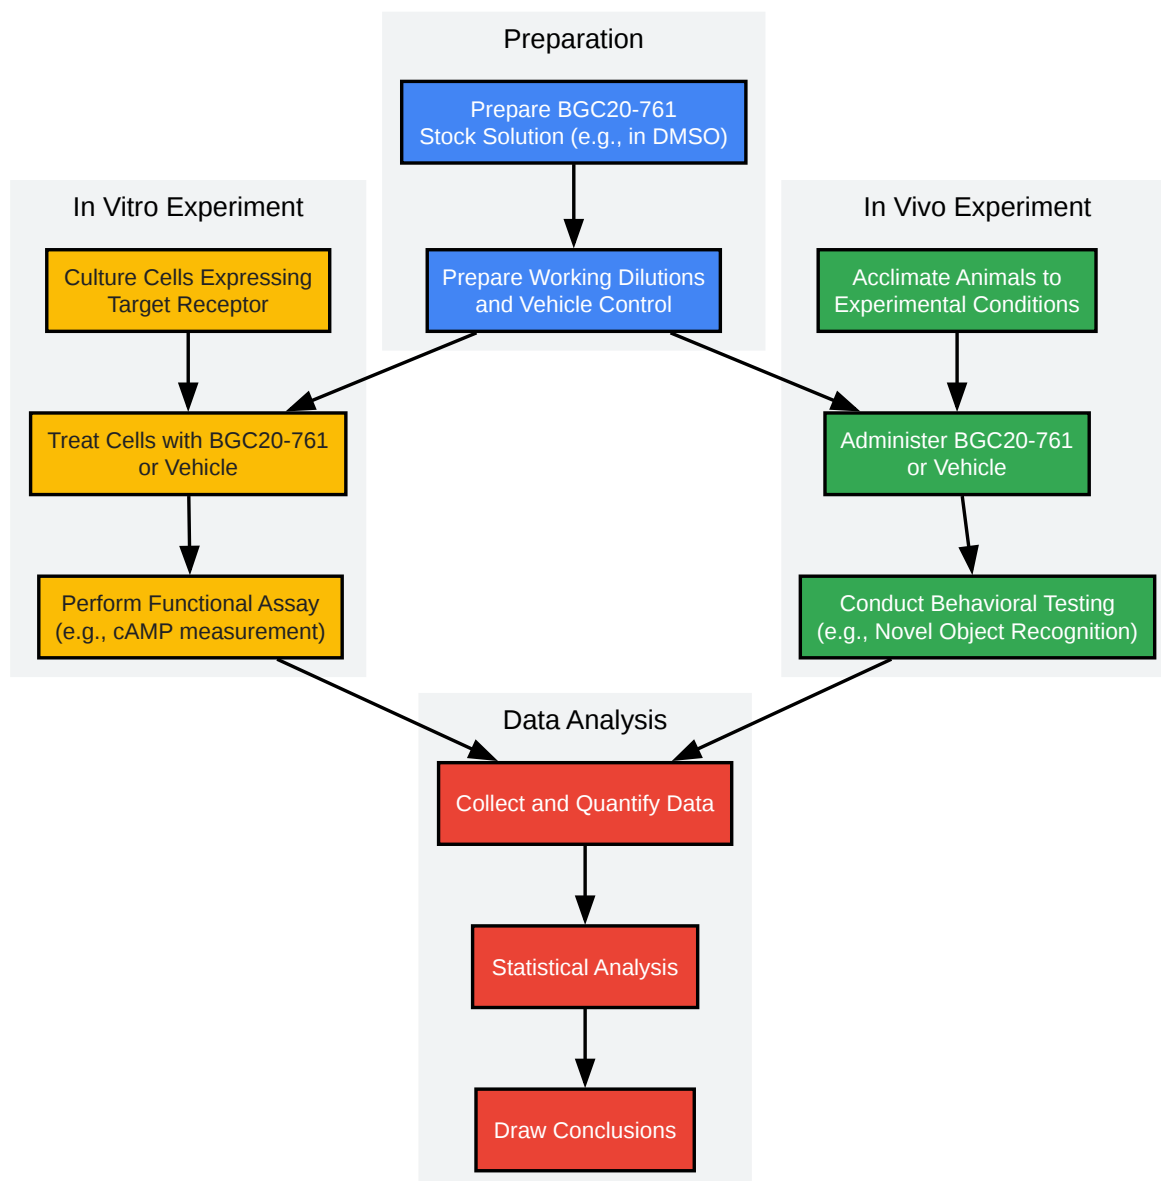 Preparation
Prepare BGC20-761
Stock Solution (e.g., in DMSO)
Prepare Working Dilutions
and Vehicle Control
In Vitro Experiment
Culture Cells Expressing
Target Receptor
Treat Cells with BGC20-761
or Vehicle
Perform Functional Assay
(e.g., cAMP measurement)
In Vivo Experiment
Acclimate Animals to
Experimental Conditions
Administer BGC20-761
or Vehicle
Conduct Behavioral Testing
(e.g., Novel Object Recognition)
Data Analysis
Collect and Quantify Data
Statistical Analysis
Draw Conclusions